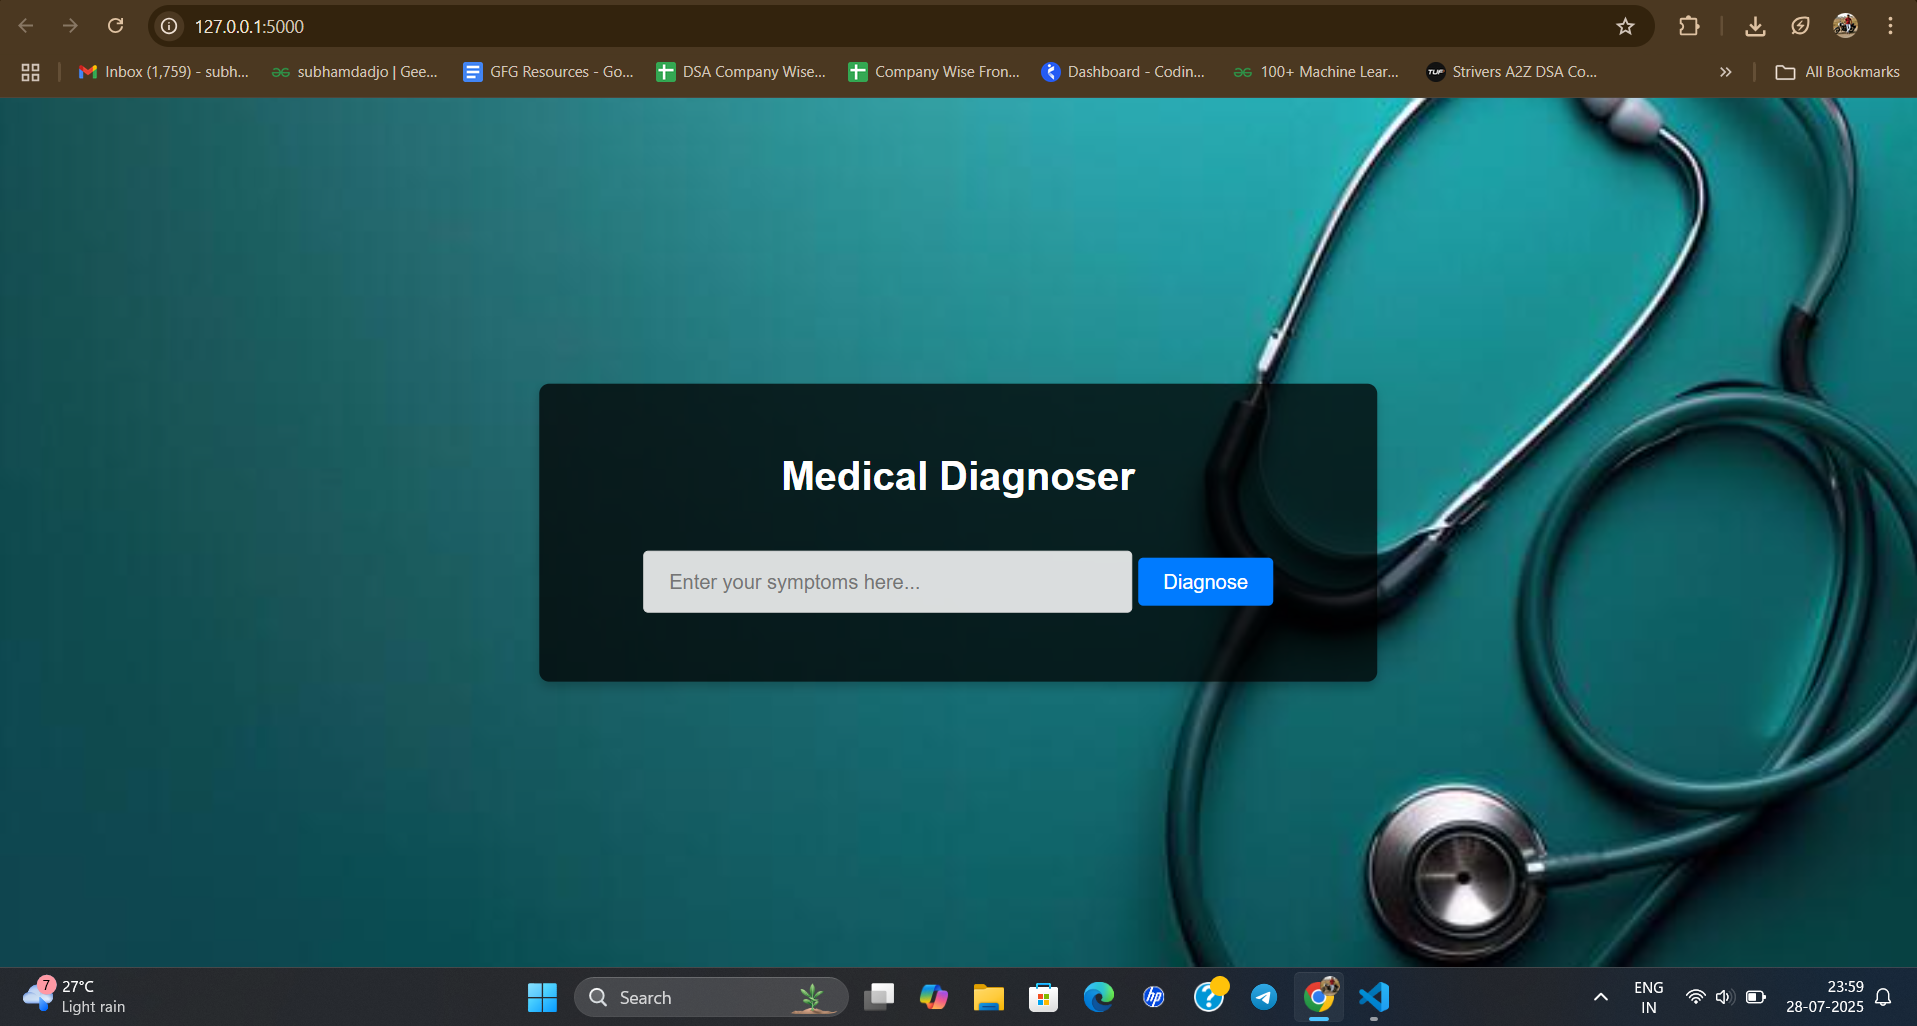 127.0.0.1:5000
Inbox (1,759) - subh...
subhamdadjo | Gee...
GFG Resources - Go...
DSA Company Wise...
Company Wise Fron...
Dashboard - Codin...
100+ Machine Lear...
TUF
Strivers A2Z DSA Co...
»
All Bookmarks
Medical Diagnoser
Enter your symptoms here...
Diagnose
7
27°C
Light rain
Search
hp
?
ENG
IN
23:59
28-07-2025